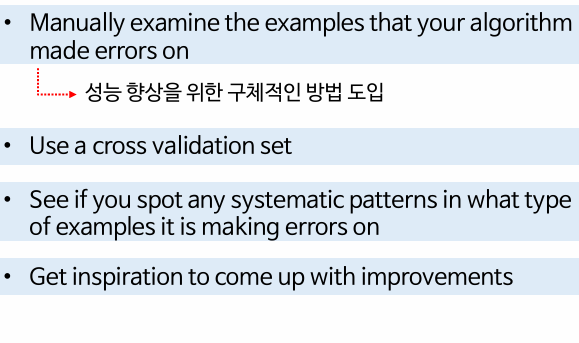 • Manually examine the examples that your algorithm
made errors on
성능 향상을 위한 구체적인 방법 도입
• Use a cross validation set
• See if you spot any systematic patterns in what type
of examples it is making errors on
• Get inspiration to come up with improvements